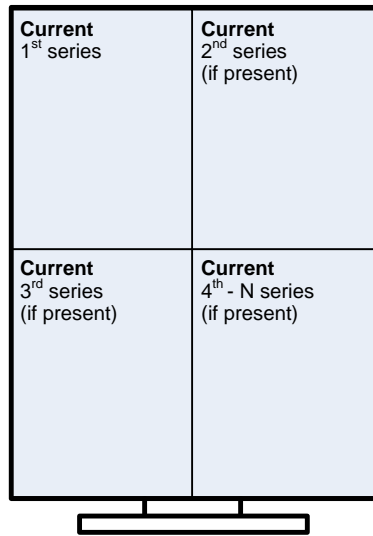 Current
1st series
Current
2nd series
(if present)
Current
3rd series
(if present)
Current
4th - N series
(if present)